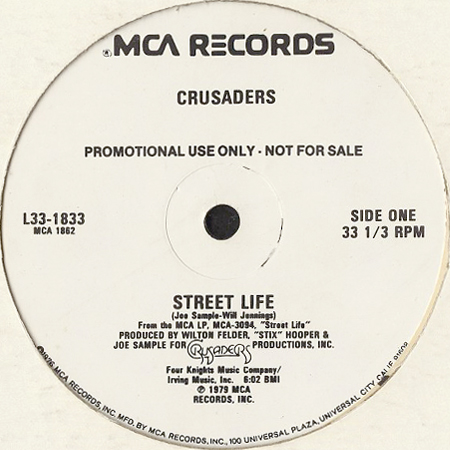 MCA RECORDS
CRUSADERS
PROMOTIONAL USE ONLY · NOT FOR SALE
L33-1833
MCA 1862
SIDE ONE
33 1/3 RPM
STREET LIFE
(Joe Sample-Will Jennings)
From the MCA LP, MCA-3094, "Street Life"
PRODUCED BY WILTON FELDER, "STIX" HOOPER &
JOE SAMPLE FOR CRUSADERS PRODUCTIONS, INC.
Four Knights Music Company/
Irving Music, Inc. 6:02 BMI
℗ 1979 MCA
RECORDS, INC.
MCA RECORDS, INC. MFG. BY MCA RECORDS, INC., 100 UNIVERSAL PLAZA, UNIVERSAL CITY, CALIF.